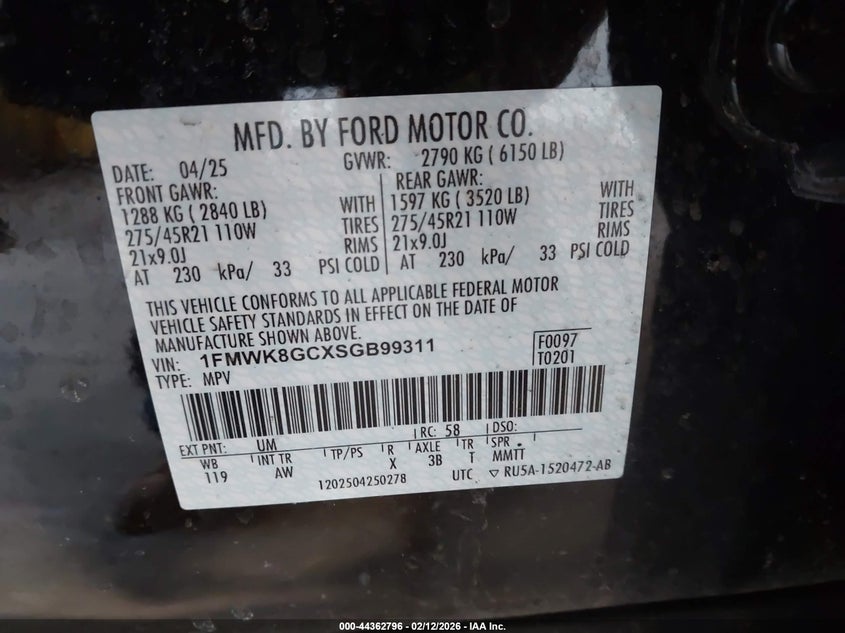 MFD. BY FORD MOTOR CO.
DATE: 04/25 GVWR: 2790 KG ( 6150 LB)
FRONT GAWR: REAR GAWR:
1288 KG ( 2840 LB) WITH 1597 KG ( 3520 LB) WITH
275/45R21 110W TIRES 275/45R21 110W TIRES
21x9.0J RIMS 21x9.0J RIMS
AT 230 kPa/ 33 PSI COLD AT 230 kPa/ 33 PSI COLD
THIS VEHICLE CONFORMS TO ALL APPLICABLE FEDERAL MOTOR
VEHICLE SAFETY STANDARDS IN EFFECT ON THE DATE OF
MANUFACTURE SHOWN ABOVE.
VIN: 1FMWK8GCXSGB99311 F0097
TYPE: MPV T0201
EXT PNT: UM RC: 58 DSO:
WB INT TR TP/PS R AXLE TR SPR
119 AW X 3B T MMTT
1202504250278 UTC ▽ RU5A-1520472-AB
000-44362796 - 02/12/2026 - IAA Inc.